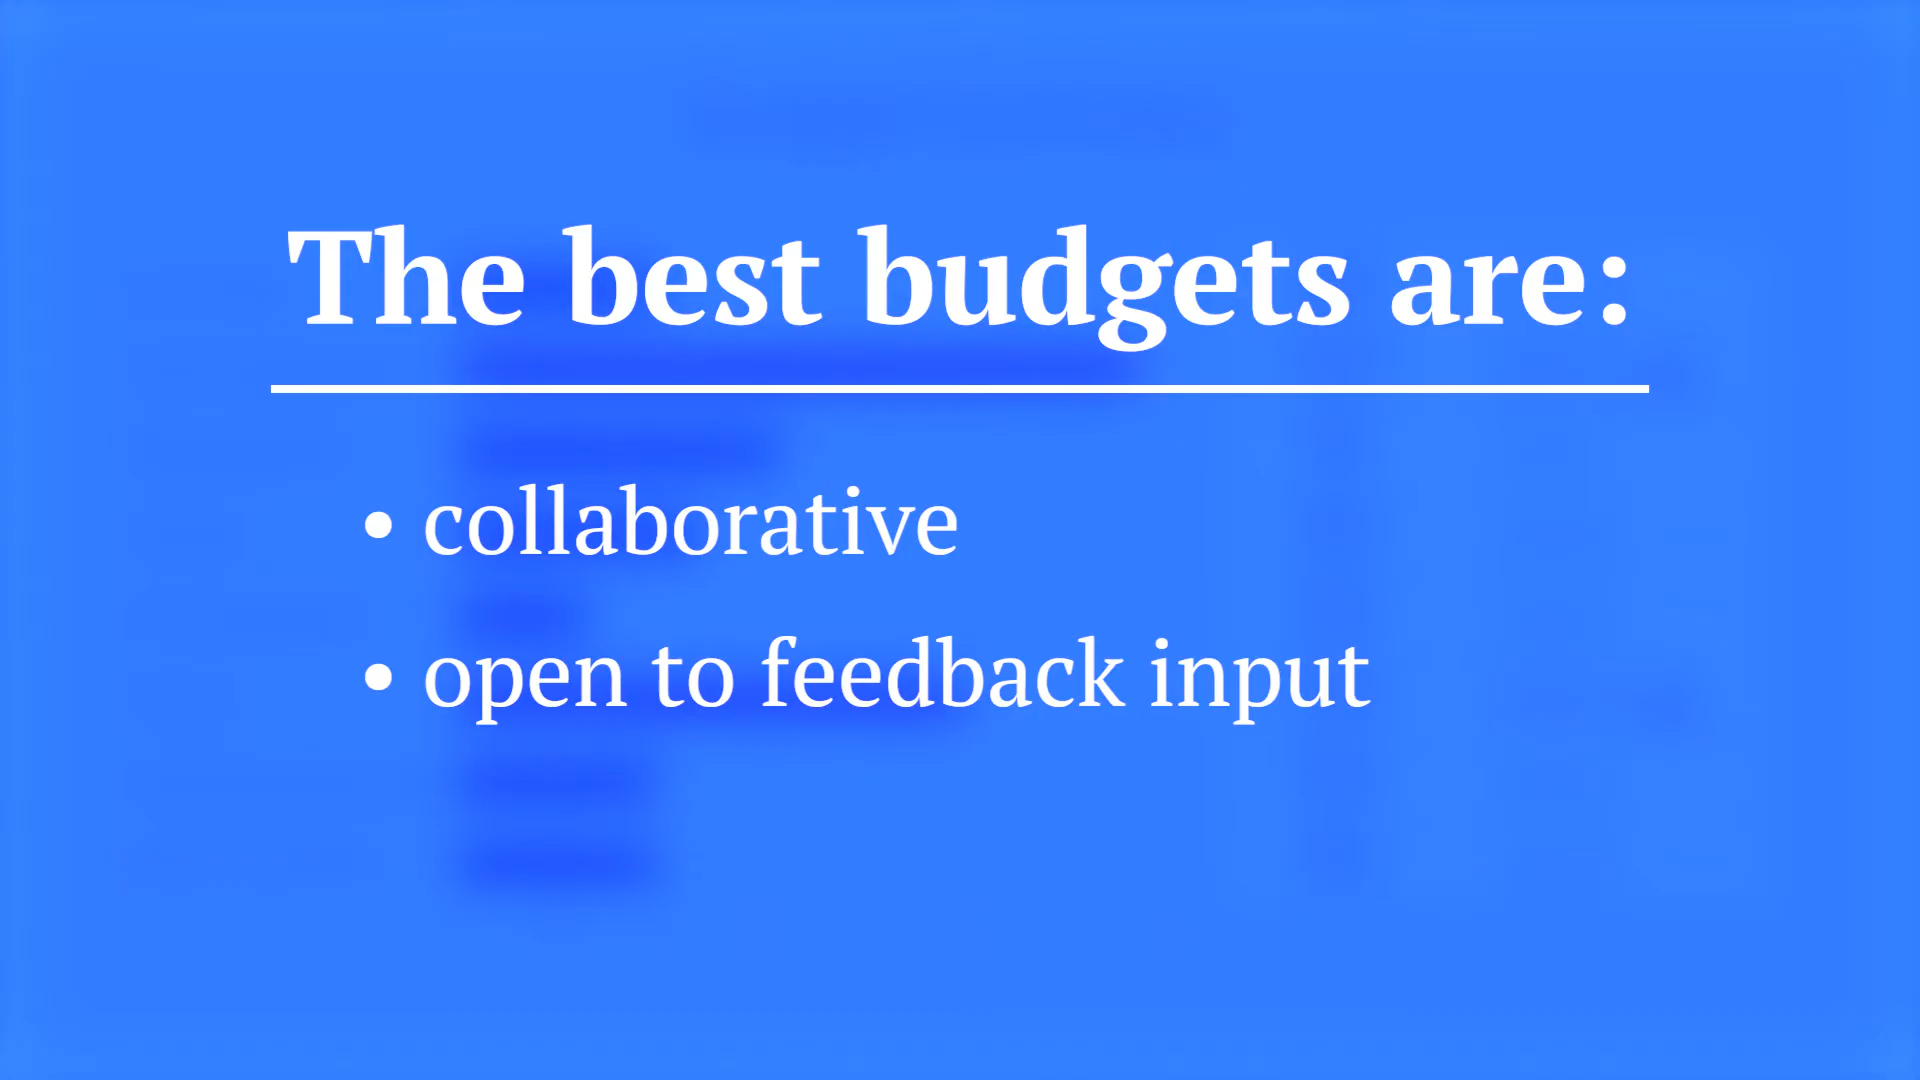 The best budgets are:
• collaborative
• open to feedback input